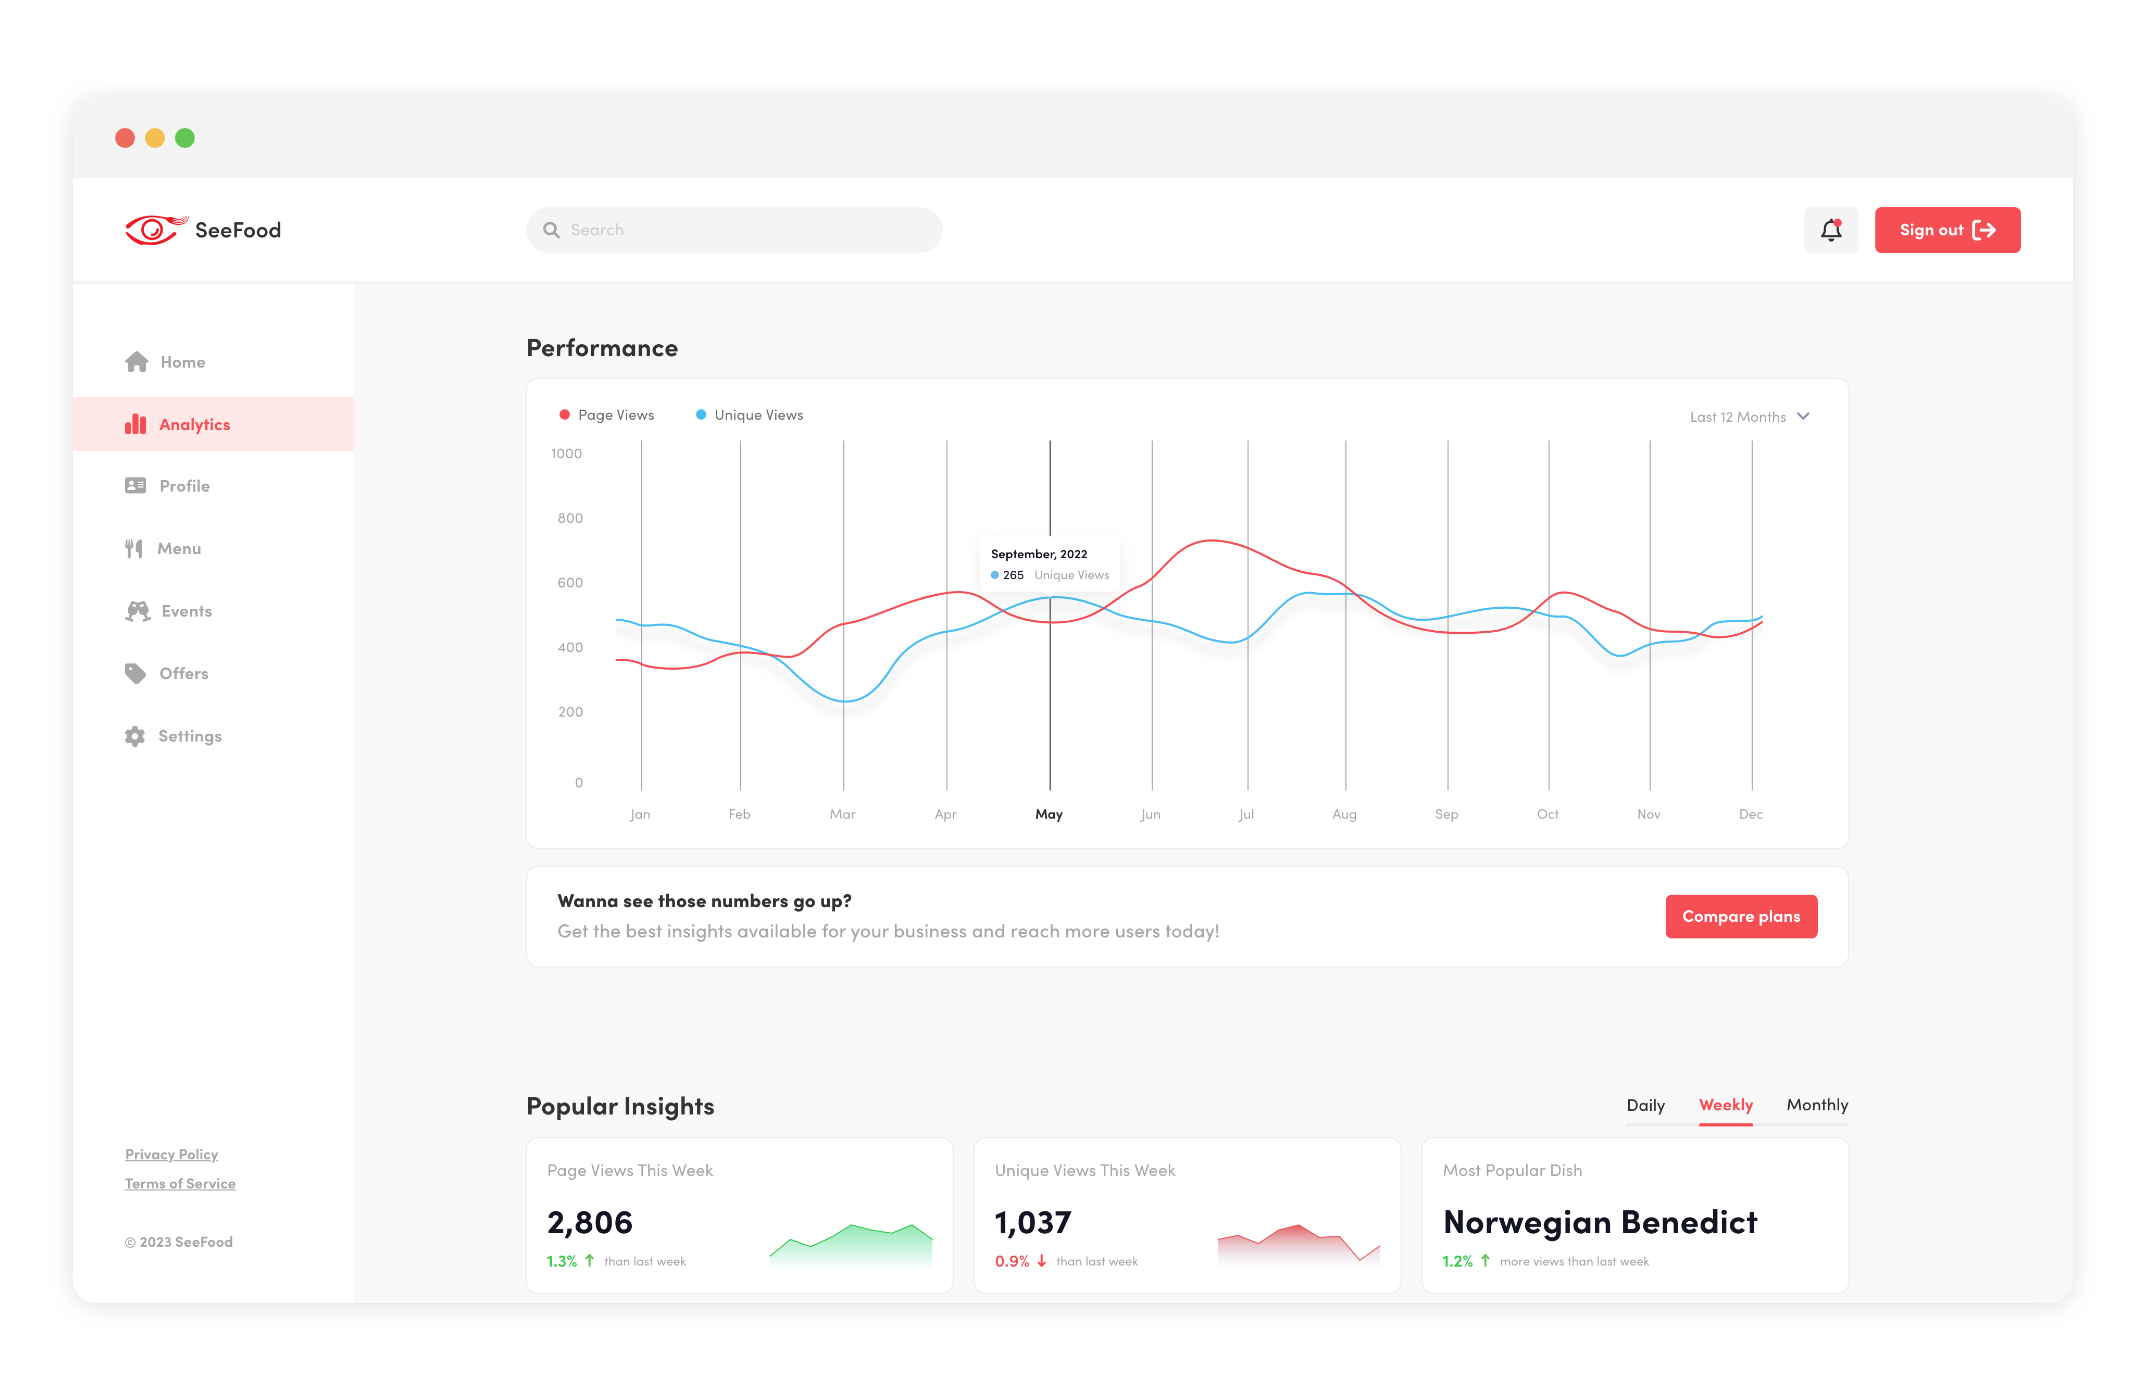 SeeFood
Search
Sign out
Home
Analytics
Profile
Menu
Events
Offers
Settings
Privacy Policy
Terms of Service
© 2023 SeeFood
Performance
Page Views
Unique Views
Last 12 Months
1000
800
600
400
200
0
September, 2022
265 Unique Views
Jan Feb Mar Apr May Jun Jul Aug Sep Oct Nov Dec
Wanna see those numbers go up?
Get the best insights available for your business and reach more users today!
Compare plans
Popular Insights
Daily Weekly Monthly
Page Views This Week
2,806
1.3% ↑ than last week
Unique Views This Week
1,037
0.9% ↓ than last week
Most Popular Dish
Norwegian Benedict
1.2% ↑ more views than last week